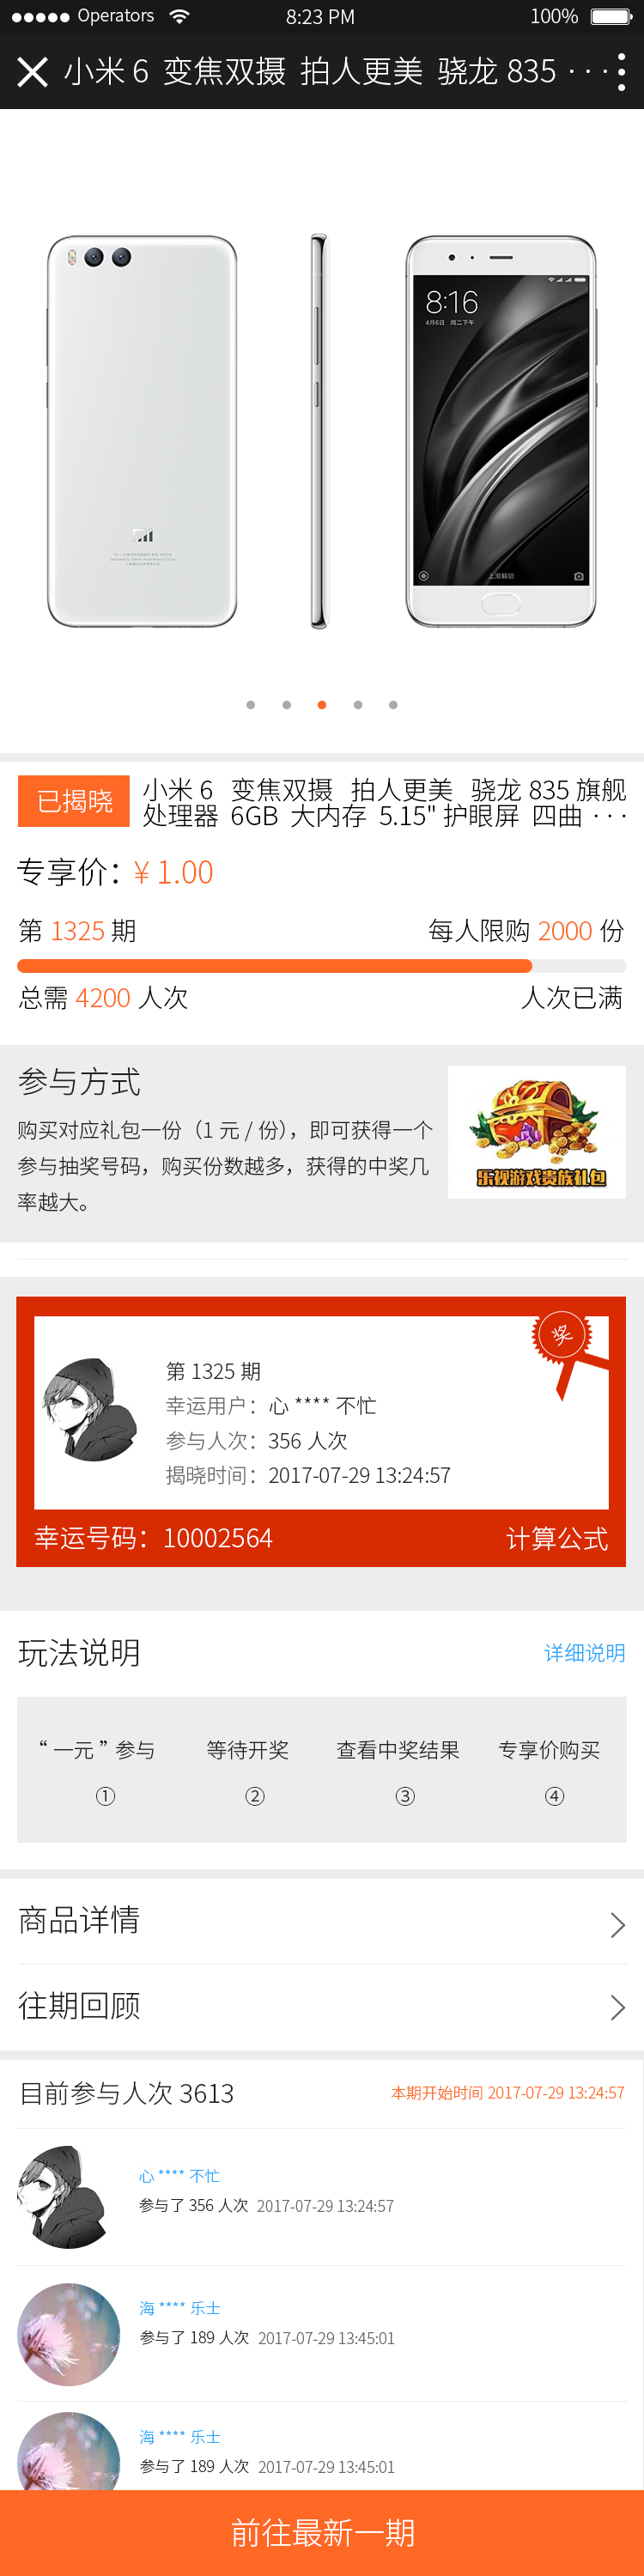 Operators 8:23 PM 100%
小米 6 变焦双摄 拍人更美 骁龙 835 ···
8:16
4月6日 周二下午
上滑解锁
已揭晓
小米 6 变焦双摄 拍人更美 骁龙 835 旗舰
处理器 6GB 大内存 5.15" 护眼屏 四曲 ···
专享价：¥ 1.00
第 1325 期 每人限购 2000 份
总需 4200 人次 人次已满
参与方式
购买对应礼包一份（1 元 / 份），即可获得一个
参与抽奖号码，购买份数越多，获得的中奖几
率越大。
乐视游戏贵族礼包
奖
第 1325 期
幸运用户：心 **** 不忙
参与人次：356 人次
揭晓时间：2017-07-29 13:24:57
幸运号码：10002564 计算公式
玩法说明 详细说明
“ 一元 ” 参与 等待开奖 查看中奖结果 专享价购买
① ② ③ ④
商品详情
往期回顾
目前参与人次 3613 本期开始时间 2017-07-29 13:24:57
心 **** 不忙
参与了 356 人次 2017-07-29 13:24:57
海 **** 乐士
参与了 189 人次 2017-07-29 13:45:01
海 **** 乐士
参与了 189 人次 2017-07-29 13:45:01
前往最新一期